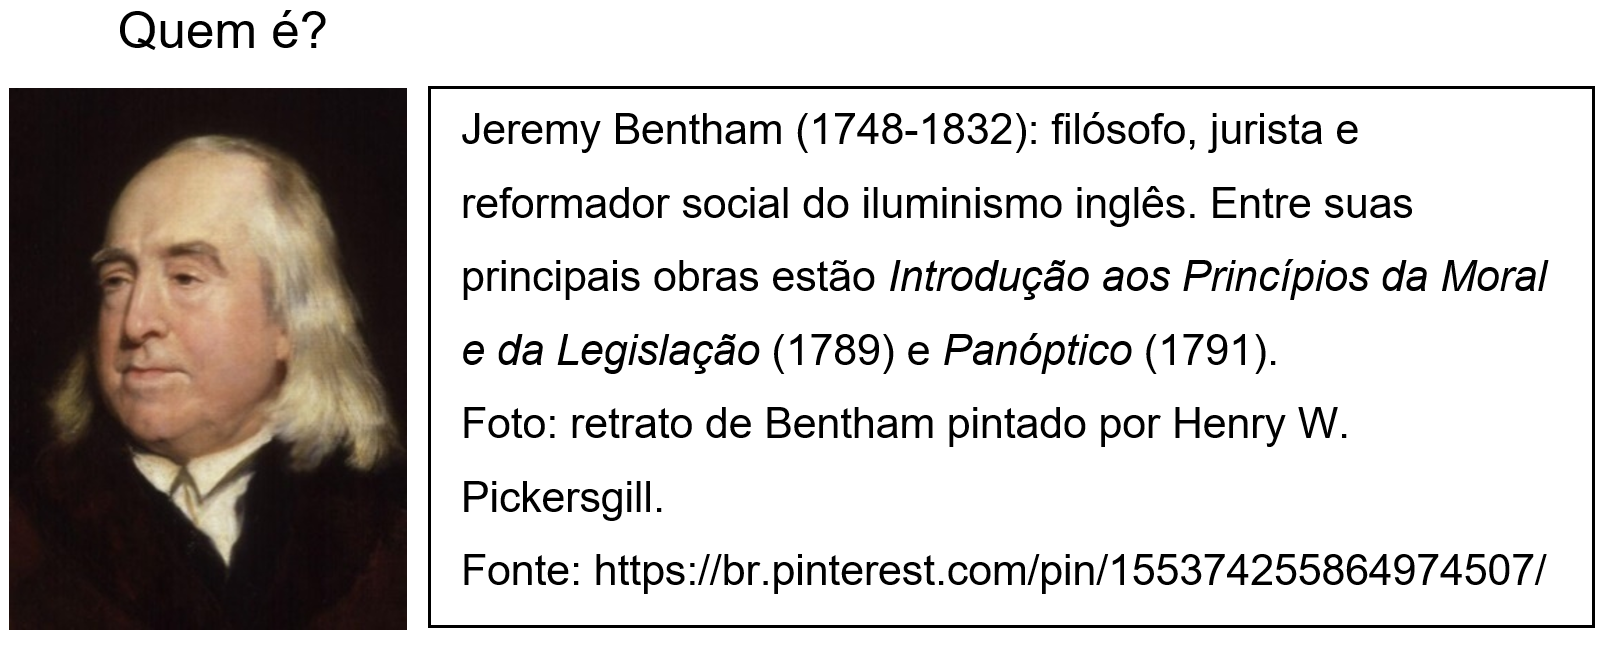 Quem é?
Jeremy Bentham (1748-1832): filósofo, jurista e
reformador social do iluminismo inglês. Entre suas
principais obras estão Introdução aos Princípios da Moral
e da Legislação (1789) e Panóptico (1791).
Foto: retrato de Bentham pintado por Henry W.
Pickersgill.
Fonte: https://br.pinterest.com/pin/155374255864974507/